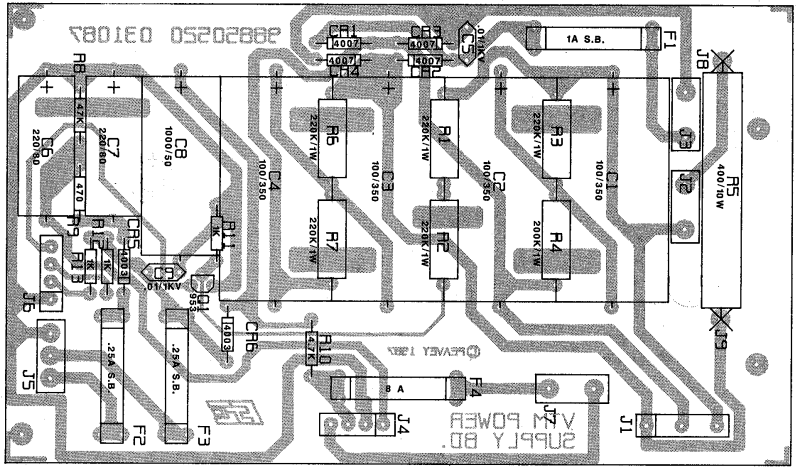 98820520 031087
CR1
4007
4007
CR4
CR3
4007
4007
CR2
C5
.01/1KV
1A S.B.
F1
J8
R8
47K
C6
220/80
C7
220/80
C8
1000/50
470
R9
R6
220K/1W
R1
220K/1W
R3
220K/1W
C4
100/350
C3
100/350
C2
100/350
C1
100/350
J3
J2
R5
400/10W
R7
220K/1W
R2
220K/1W
R4
200K/1W
R11
1K
R12
1K
R13
1K
CR5
4003
C9
.01/1KV
Q1
953
J6
J5
CR6
4003
R10
4.7K
© PEAVEY 1987
J9
.25A S.B.
F2
.25A S.B.
F3
8 A
F4
J7
J4
J1
VTM POWER
SUPPLY BD.